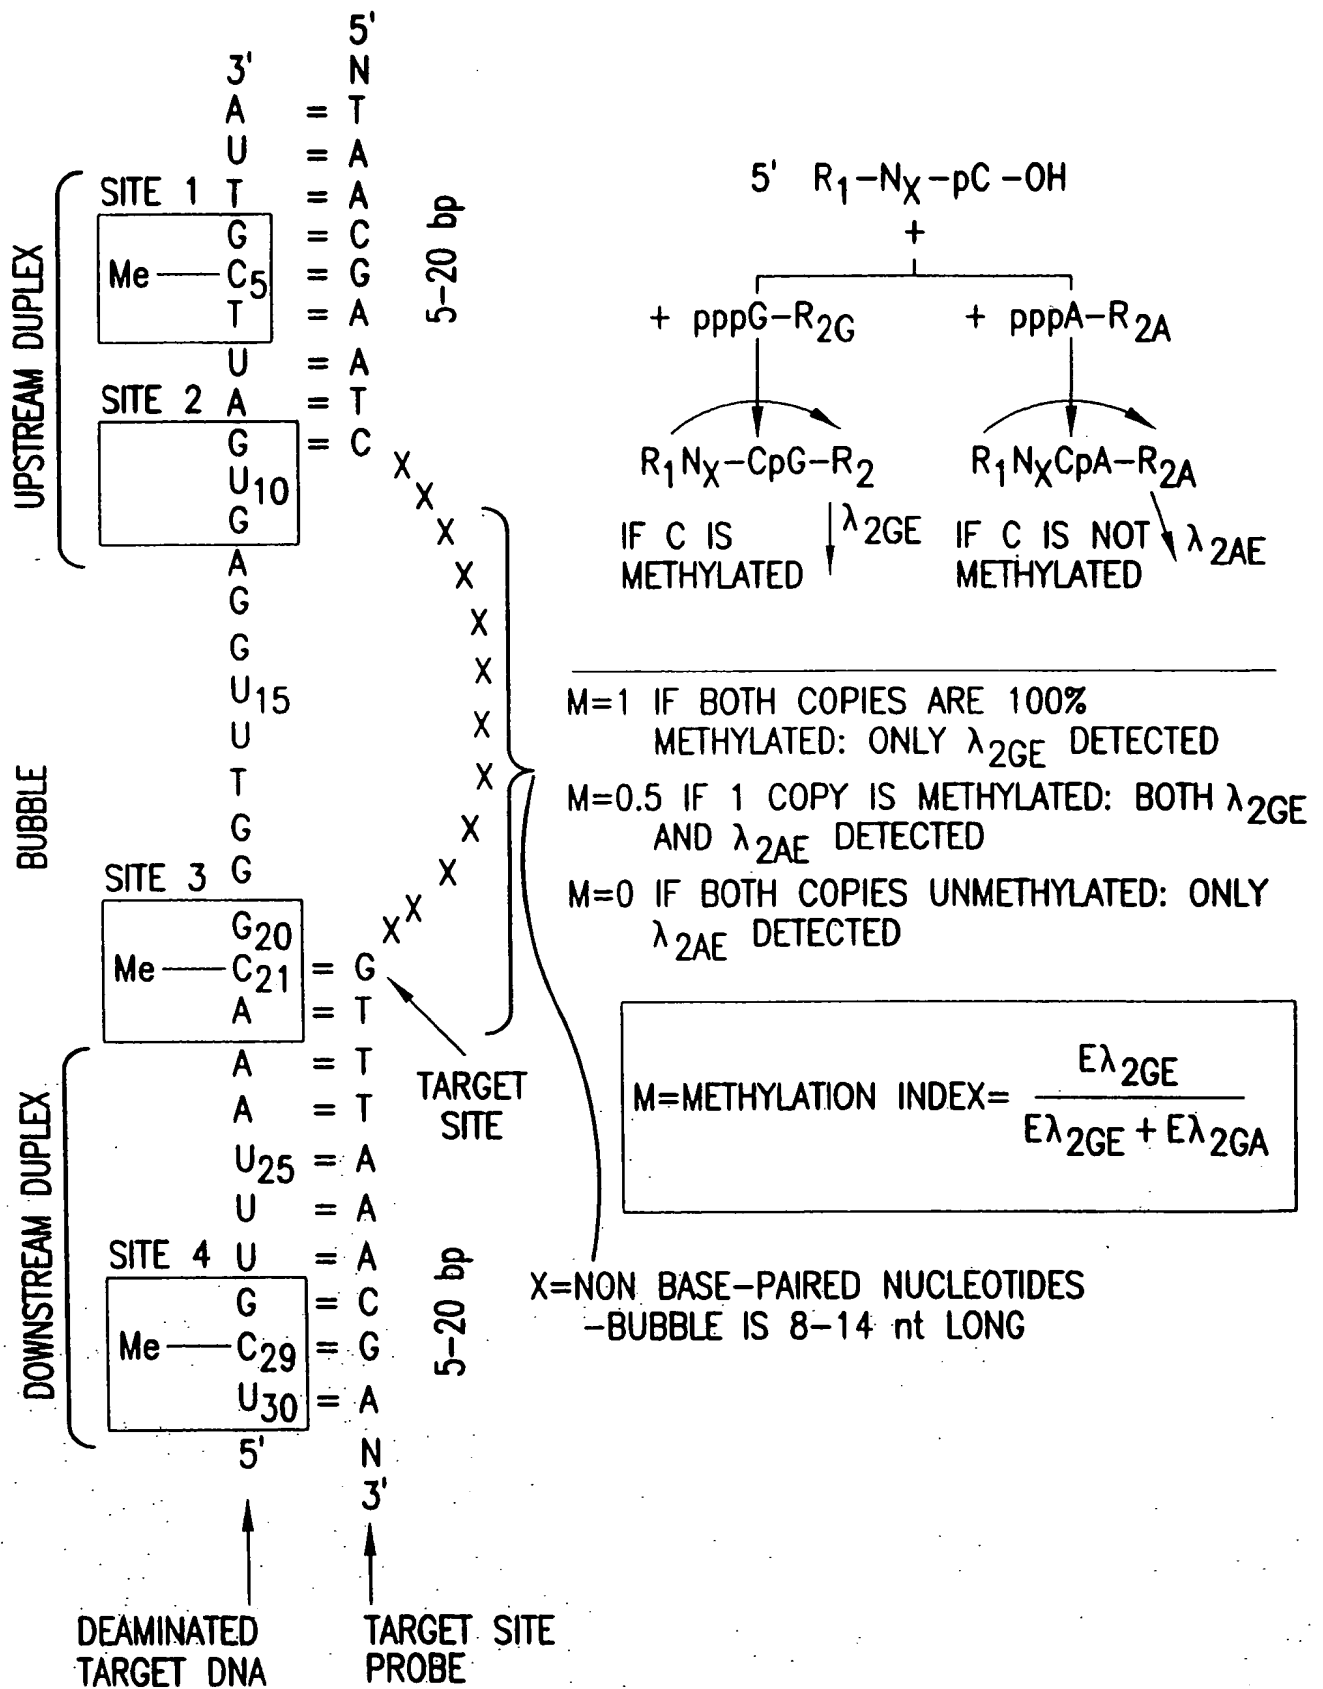 5'
3' N
A = T
U = A
SITE 1 T = A
G = C
Me — C5 = G
T = A
U = A
SITE 2 A = T
G = C
U10
G
A
G
G
U15
U
T
G
SITE 3 G
G20
Me — C21 = G
A = T
A = T
A = T
U25 = A
U = A
SITE 4 U = A
G = C
Me — C29 = G
U30 = A
5' N
3'
X
X
X
X
X
X
X
X
X
X
X
X
UPSTREAM DUPLEX
BUBBLE
DOWNSTREAM DUPLEX
5-20 bp
5-20 bp
TARGET
SITE
DEAMINATED
TARGET DNA
TARGET SITE
PROBE
5' R1-NX-pC-OH
+
+ pppG-R2G + pppA-R2A
R1NX-CpG-R2 R1NXCpA-R2A
IF C IS
METHYLATED
λ2GE
IF C IS NOT
METHYLATED
λ2AE
M=1 IF BOTH COPIES ARE 100%
METHYLATED: ONLY λ2GE DETECTED
M=0.5 IF 1 COPY IS METHYLATED: BOTH λ2GE
AND λ2AE DETECTED
M=0 IF BOTH COPIES UNMETHYLATED: ONLY
λ2AE DETECTED
M=METHYLATION INDEX= Eλ2GE
Eλ2GE + Eλ2GA
X=NON BASE-PAIRED NUCLEOTIDES
-BUBBLE IS 8-14 nt LONG